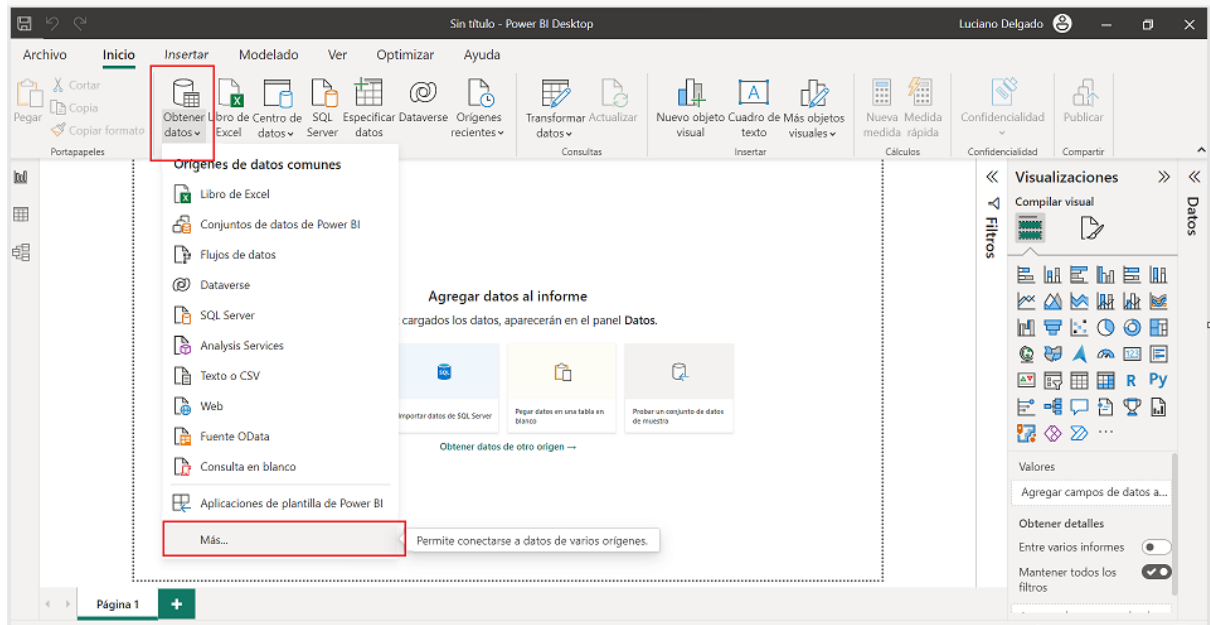 Sin título - Power BI Desktop
Luciano Delgado
Archivo Inicio Insertar Modelado Ver Optimizar Ayuda
Pegar
Cortar
Copia
Copiar formato
Portapapeles
Obtener datos
Libro de Excel
Centro de datos
SQL Server
Especificar datos
Dataverse
Orígenes recientes
Transformar datos
Actualizar
Consultas
Nuevo objeto visual
Cuadro de texto
Más objetos visuales
Insertar
Nueva medida
Medida rápida
Cálculos
Confidencialidad
Confidencialidad
Publicar
Compartir
Orígenes de datos comunes
Libro de Excel
Conjuntos de datos de Power BI
Flujos de datos
Dataverse
SQL Server
Analysis Services
Texto o CSV
Web
Fuente OData
Consulta en blanco
Aplicaciones de plantilla de Power BI
Más...
Permite conectarse a datos de varios orígenes.
Agregar datos al informe
cargados los datos, aparecerán en el panel Datos.
SQL
Importar datos de SQL Server
Pegar datos en una tabla en
blanco
Probar un conjunto de datos
de muestra
Obtener datos de otro origen →
Filtros
Visualizaciones
Compilar visual
123
R Py
Valores
Agregar campos de datos a...
Obtener detalles
Entre varios informes
Mantener todos los
filtros
Datos
Página 1